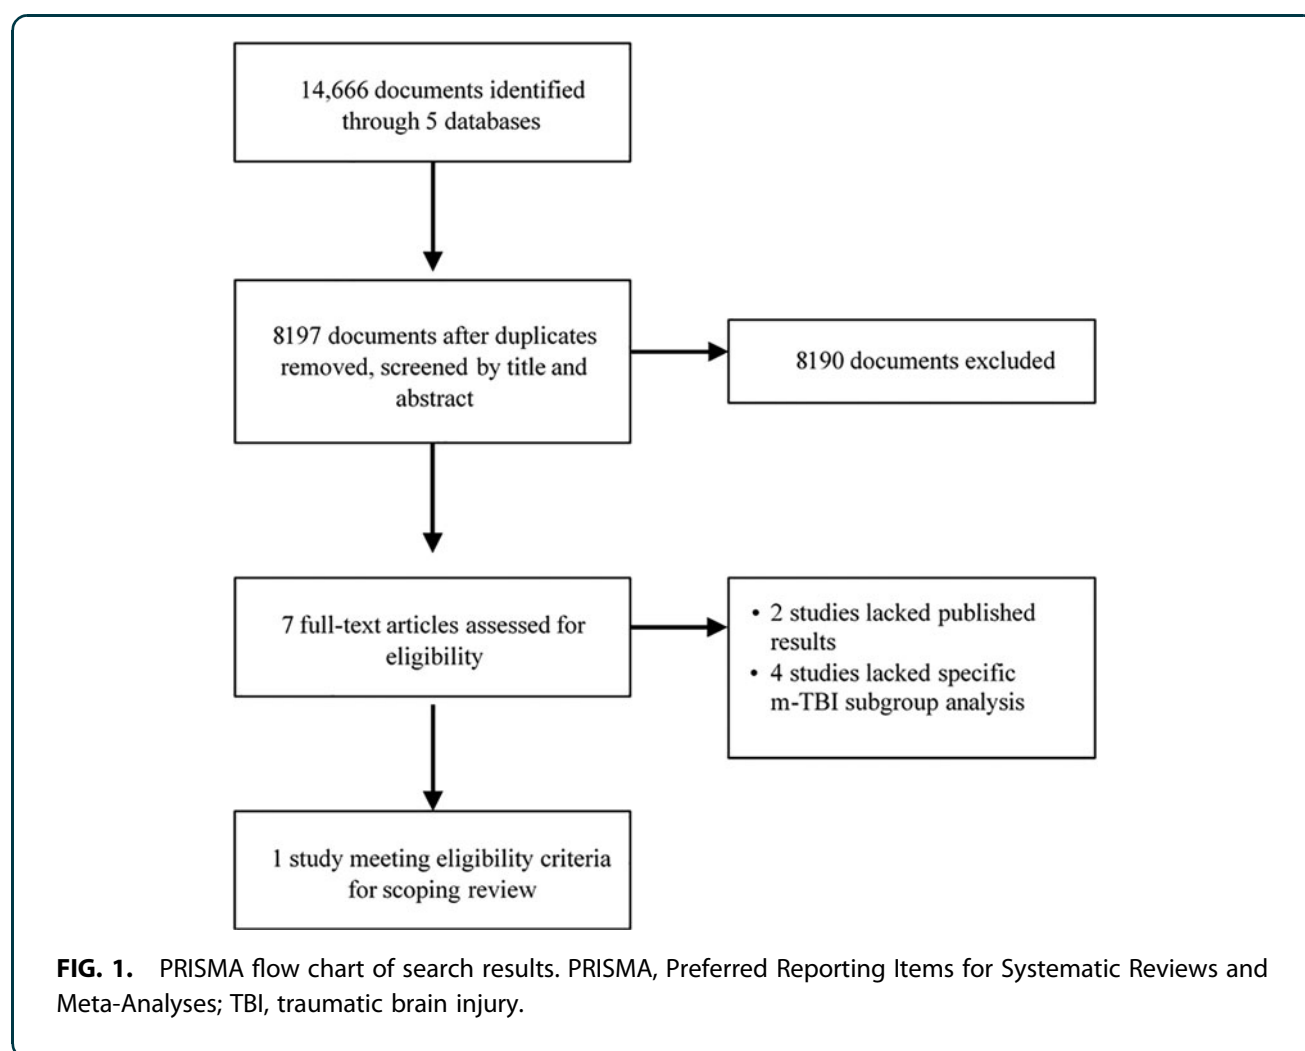 14,666 documents identified
through 5 databases
8197 documents after duplicates
removed, screened by title and
abstract
8190 documents excluded
7 full-text articles assessed for
eligibility
• 2 studies lacked published
results
• 4 studies lacked specific
m-TBI subgroup analysis
1 study meeting eligibility criteria
for scoping review
FIG. 1. PRISMA flow chart of search results. PRISMA, Preferred Reporting Items for Systematic Reviews and
Meta-Analyses; TBI, traumatic brain injury.